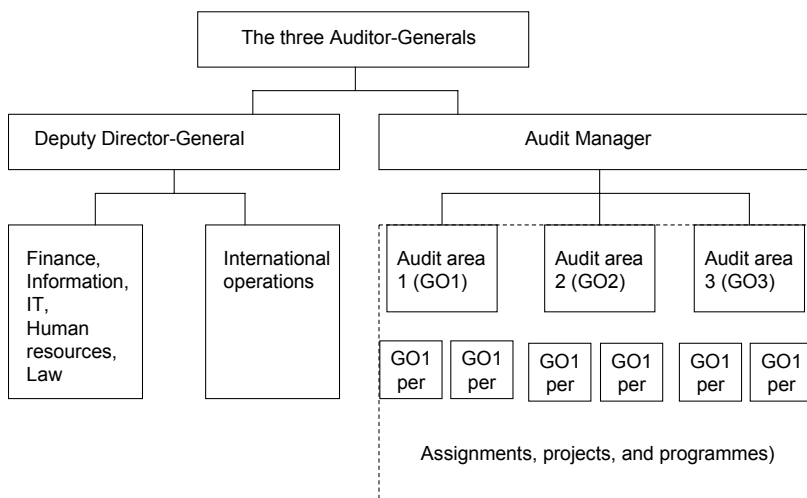 The three Auditor-Generals
Deputy Director-General
Audit Manager
Finance,
Information,
IT,
Human
resources,
Law
International
operations
Audit area
1 (GO1)
Audit area
2 (GO2)
Audit area
3 (GO3)
GO1
per
GO1
per
GO1
per
GO1
per
GO1
per
GO1
per
Assignments, projects, and programmes)